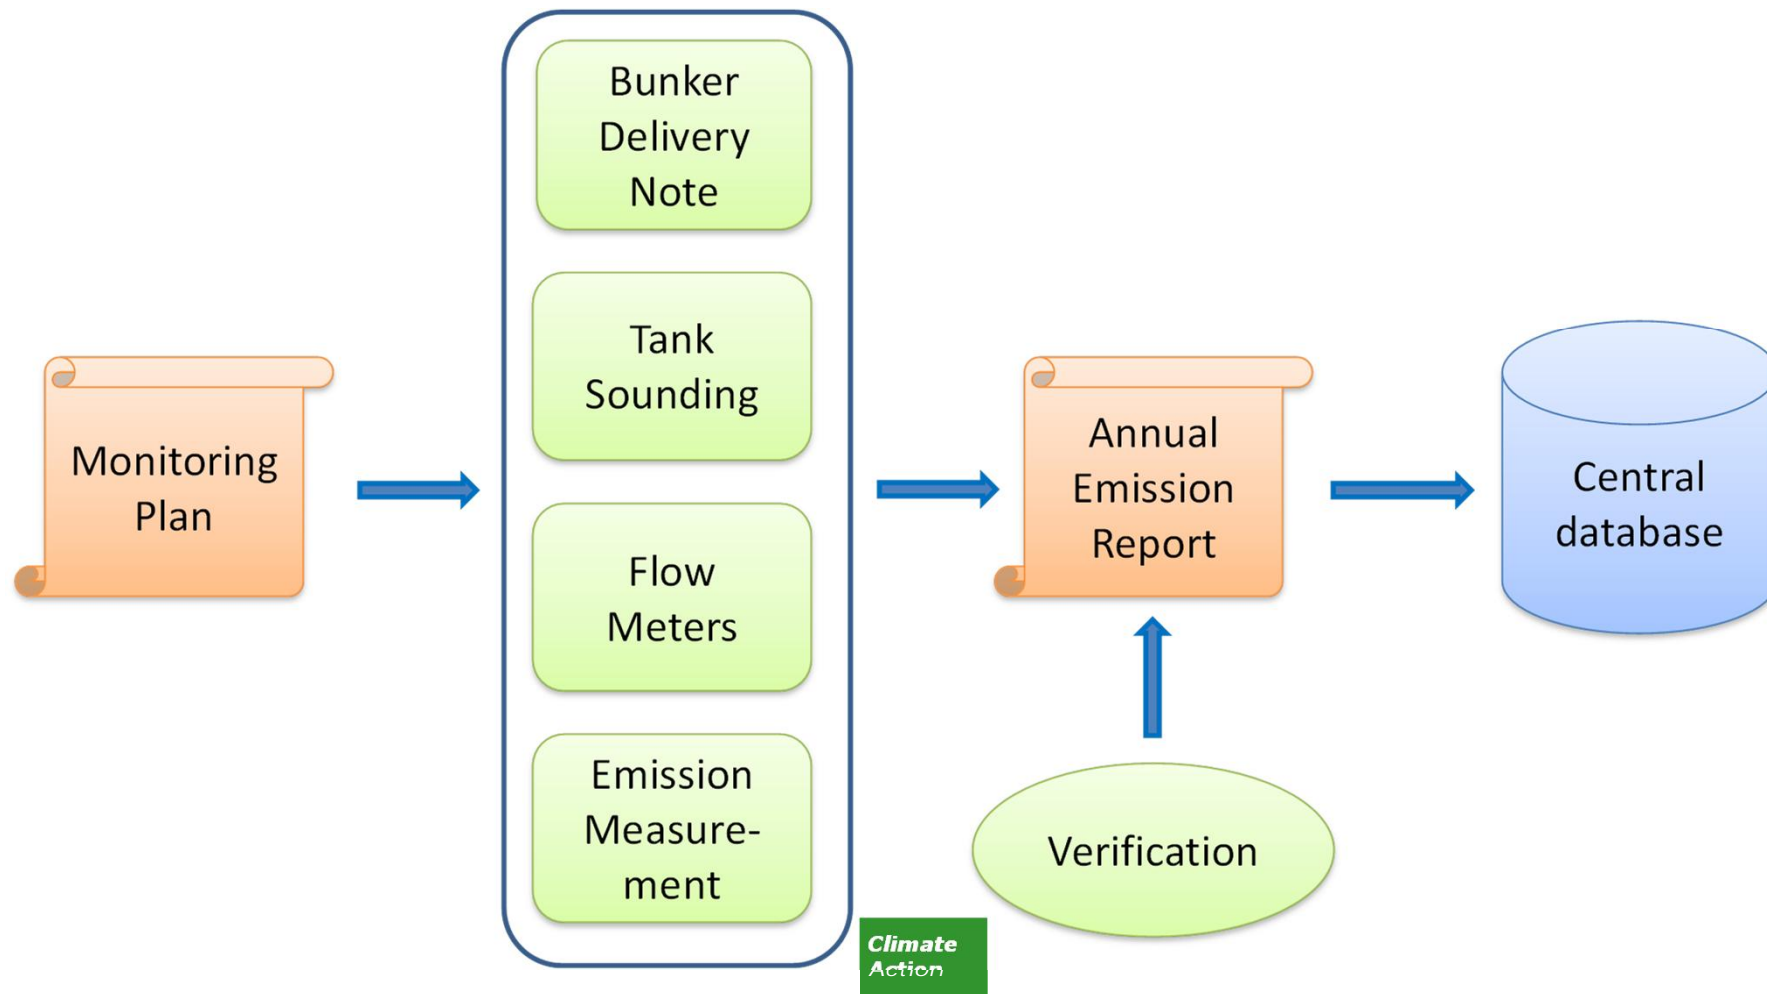 Bunker
Delivery
Note
Tank
Sounding
Monitoring
Plan
Flow
Meters
Emission
Measure-
ment
Annual
Emission
Report
Central
database
Verification
Climate
Action